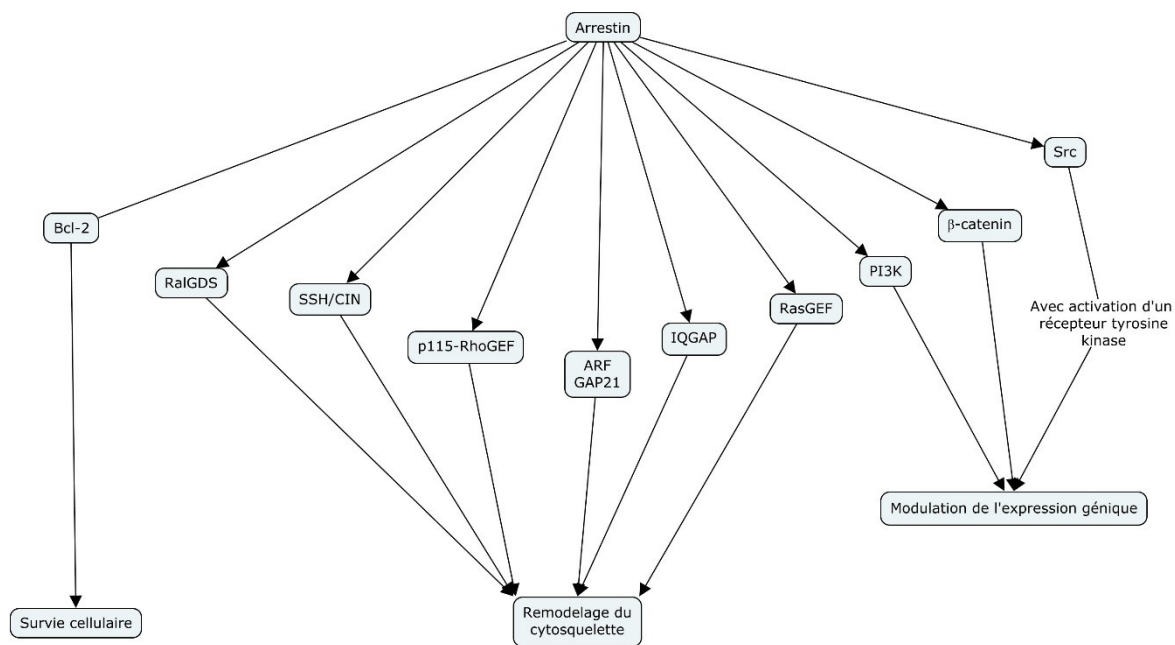 Arrestin
Src
Bcl-2
β-catenin
RalGDS
SSH/CIN
PI3K
RasGEF
p115-RhoGEF
IQGAP
ARF
GAP21
Avec activation d'un
récepteur tyrosine
kinase
Modulation de l'expression génique
Survie cellulaire
Remodelage du
cytosquelette